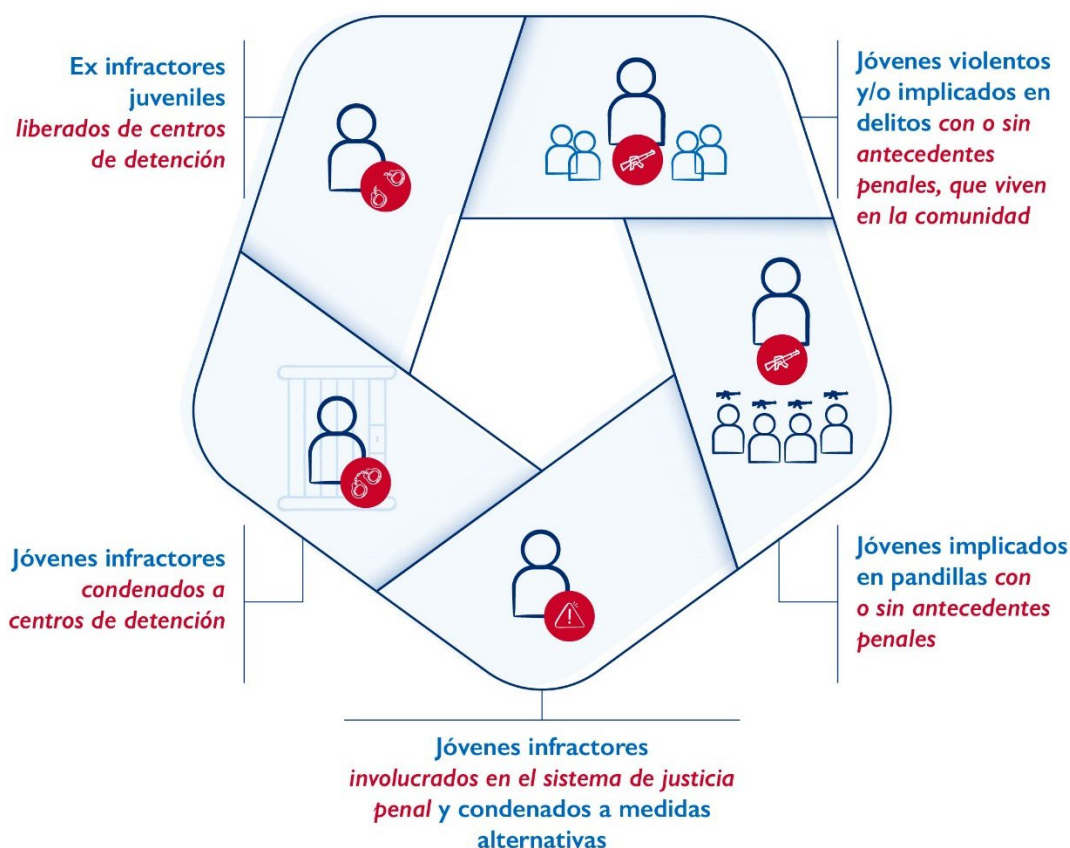 Ex infractores
juveniles
liberados de centros
de detención
Jóvenes violentos
y/o implicados en
delitos con o sin
antecedentes
penales, que viven
en la comunidad
Jóvenes infractores
condenados a
centros de detención
Jóvenes implicados
en pandillas con
o sin antecedentes
penales
Jóvenes infractores
involucrados en el sistema de justicia
penal y condenados a medidas
alternativas